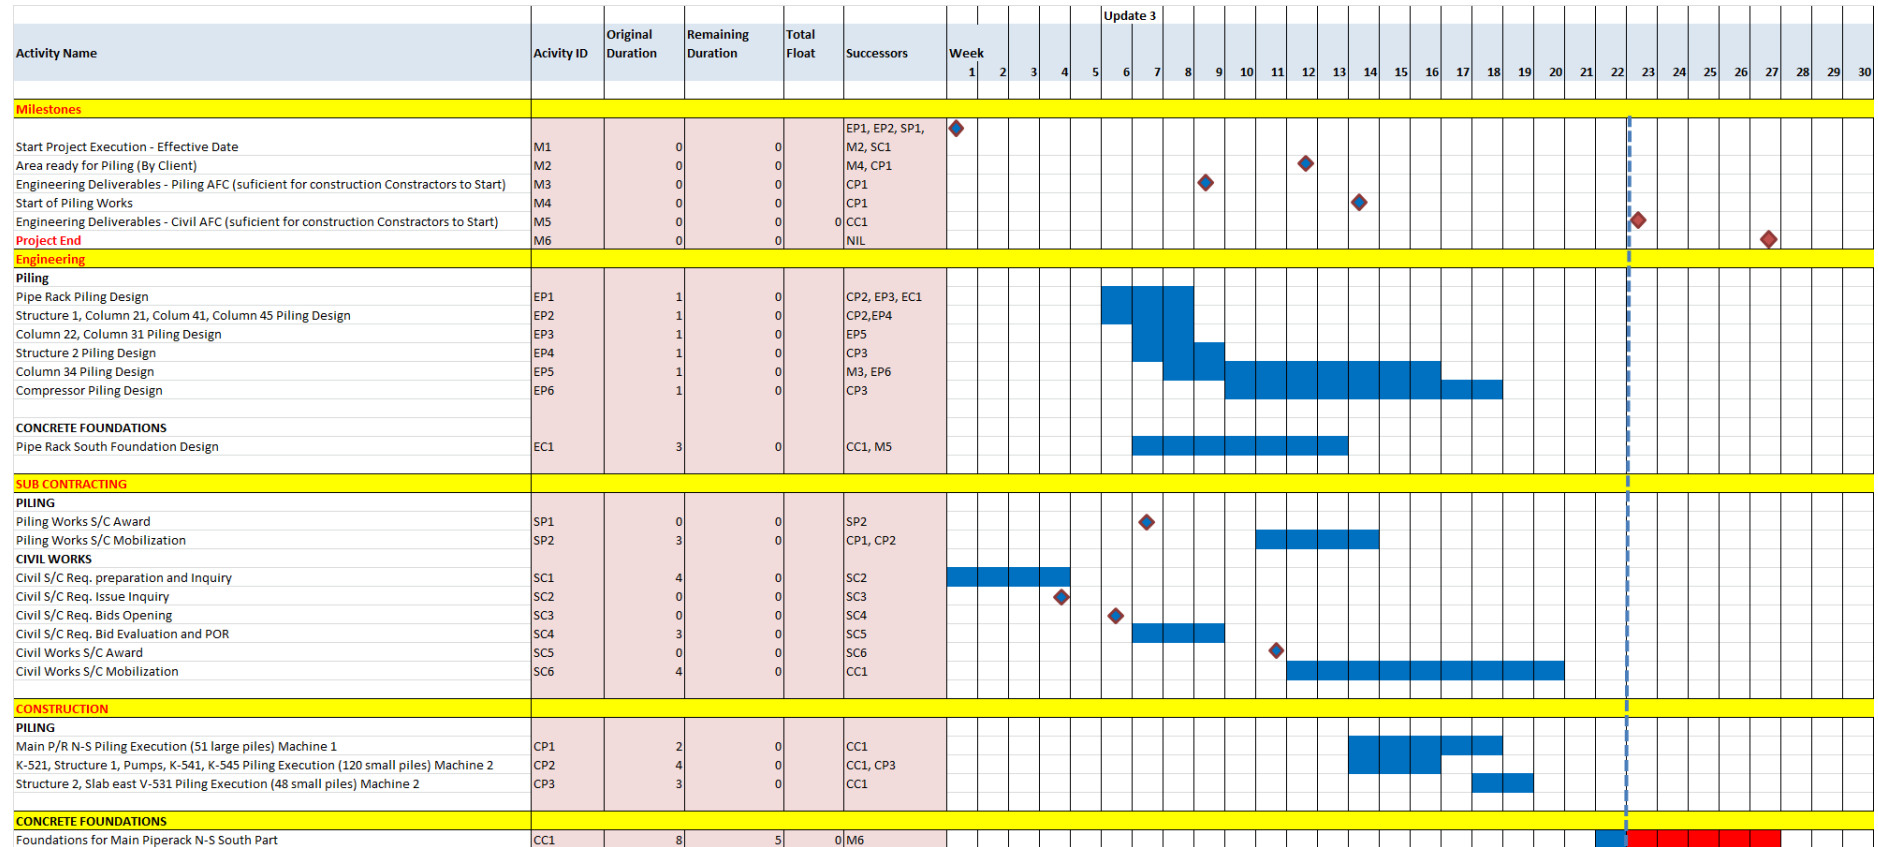 Update 3
Activity Name Acivity ID Original Duration Remaining Duration Total Float Successors Week
1 2 3 4 5 6 7 8 9 10 11 12 13 14 15 16 17 18 19 20 21 22 23 24 25 26 27 28 29 30
Milestones
Start Project Execution - Effective Date M1 0 0 EP1, EP2, SP1, M2, SC1
Area ready for Piling (By Client) M2 0 0 M4, CP1
Engineering Deliverables - Piling AFC (suficient for construction Constractors to Start) M3 0 0 CP1
Start of Piling Works M4 0 0 CP1
Engineering Deliverables - Civil AFC (suficient for construction Constractors to Start) M5 0 0 0 CC1
Project End M6 0 0 NIL
Engineering
Piling
Pipe Rack Piling Design EP1 1 0 CP2, EP3, EC1
Structure 1, Column 21, Colum 41, Column 45 Piling Design EP2 1 0 CP2,EP4
Column 22, Column 31 Piling Design EP3 1 0 EP5
Structure 2 Piling Design EP4 1 0 CP3
Column 34 Piling Design EP5 1 0 M3, EP6
Compressor Piling Design EP6 1 0 CP3
CONCRETE FOUNDATIONS
Pipe Rack South Foundation Design EC1 3 0 CC1, M5
SUB CONTRACTING
PILING
Piling Works S/C Award SP1 0 0 SP2
Piling Works S/C Mobilization SP2 3 0 CP1, CP2
CIVIL WORKS
Civil S/C Req. preparation and Inquiry SC1 4 0 SC2
Civil S/C Req. Issue Inquiry SC2 0 0 SC3
Civil S/C Req. Bids Opening SC3 0 0 SC4
Civil S/C Req. Bid Evaluation and POR SC4 3 0 SC5
Civil Works S/C Award SC5 0 0 SC6
Civil Works S/C Mobilization SC6 4 0 CC1
CONSTRUCTION
PILING
Main P/R N-S Piling Execution (51 large piles) Machine 1 CP1 2 0 CC1
K-521, Structure 1, Pumps, K-541, K-545 Piling Execution (120 small piles) Machine 2 CP2 4 0 CC1, CP3
Structure 2, Slab east V-531 Piling Execution (48 small piles) Machine 2 CP3 3 0 CC1
CONCRETE FOUNDATIONS
Foundations for Main Piperack N-S South Part CC1 8 5 0 M6